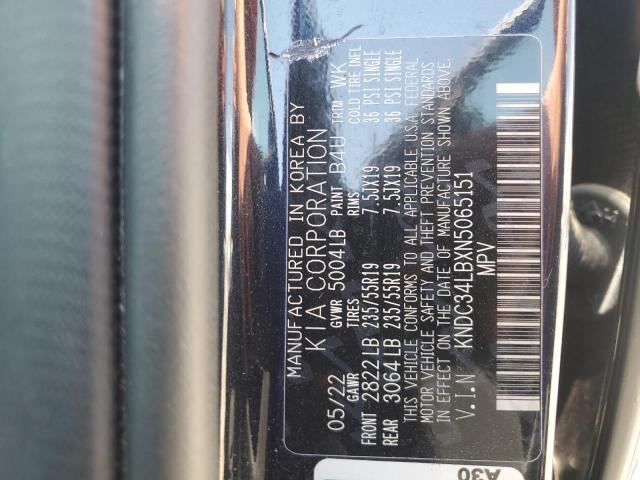 MANUFACTURED IN KOREA BY
KIA CORPORATION
05/22 GVWR 5004LB PAINT B4U TRIM WK
GAWR TIRES RIMS COLD TIRE INFL
FRONT 2822LB 235/55R19 7.5JX19 36 PSI SINGLE
REAR 3064LB 235/55R19 7.5JX19 36 PSI SINGLE
THIS VEHICLE CONFORMS TO ALL APPLICABLE U.S.A. FEDERAL
MOTOR VEHICLE SAFETY AND THEFT PREVENTION STANDARDS
IN EFFECT ON THE DATE OF MANUFACTURE SHOWN ABOVE.
V.I.N KNDC34LBXN5065151
MPV
A30